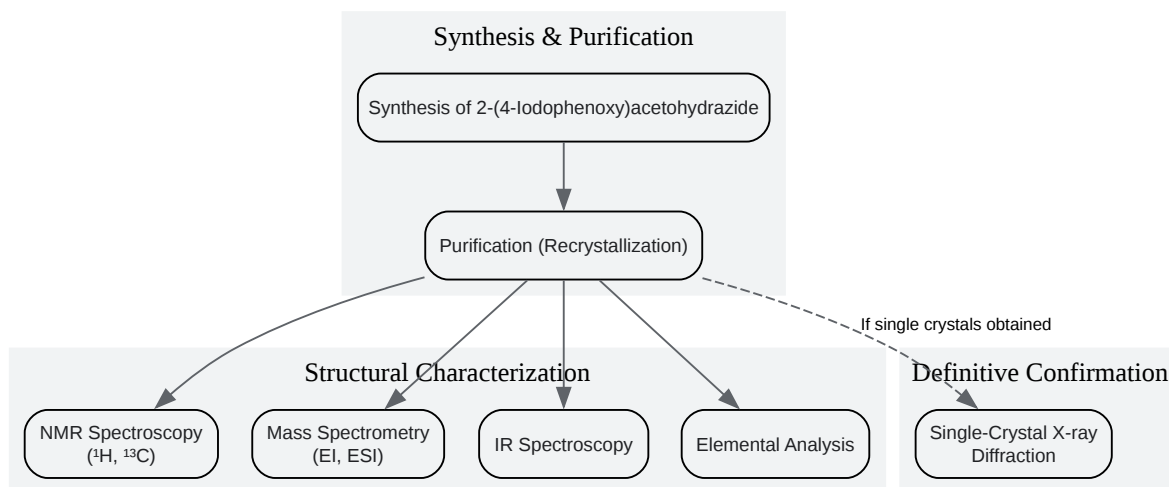 Synthesis & Purification
Synthesis of 2-(4-Iodophenoxy)acetohydrazide
Purification (Recrystallization)
If single crystals obtained
Structural Characterization
Definitive Confirmation
NMR Spectroscopy
(¹H, ¹³C)
Mass Spectrometry
(EI, ESI)
IR Spectroscopy
Elemental Analysis
Single-Crystal X-ray
Diffraction